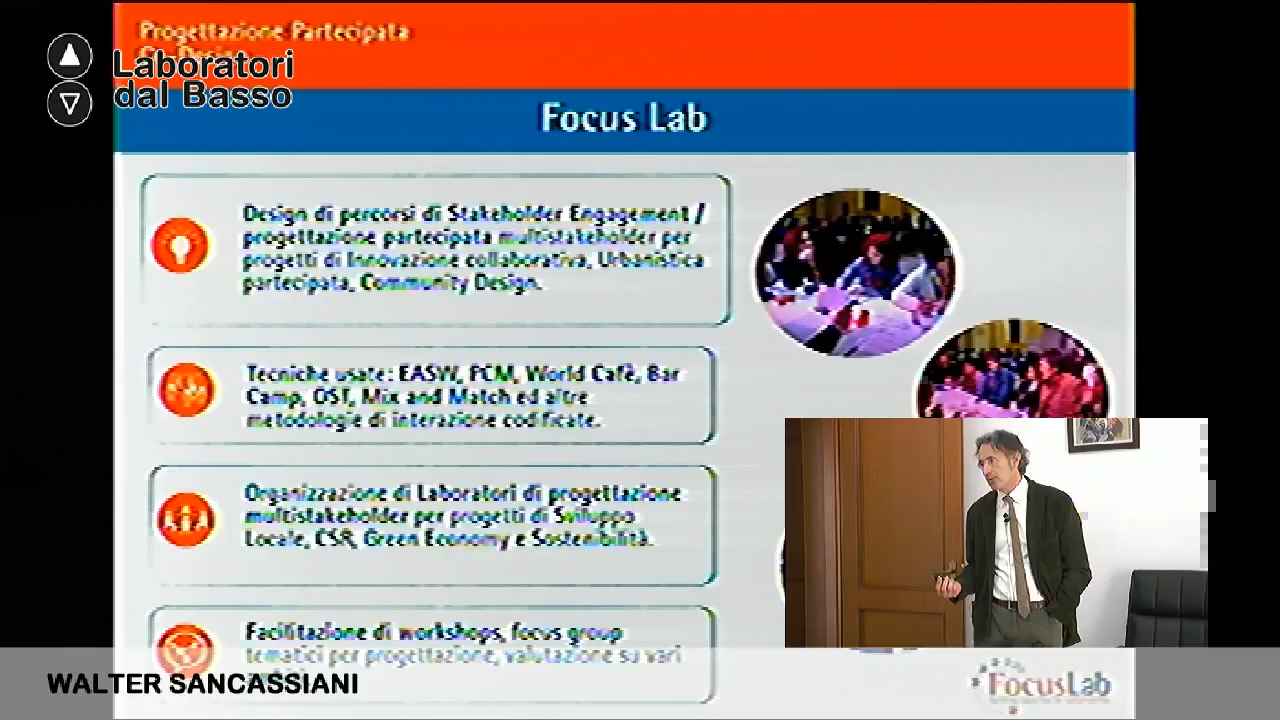 Progettazione Partecipata
Laboratori
dal Basso
Focus Lab
Design di percorsi di Stakeholder Engagement /
progettazione partecipata multistakeholder per
progetti di Innovazione collaborativa, Urbanistica
partecipata, Community Design.
Tecniche usate: EASW, PCM, World Cafè, Bar
Camp, OST, Mix and Match ed altre
metodologie di interazione codificate.
Organizzazione di Laboratori di progettazione
multistakeholder per progetti di Sviluppo
Locale, CSR, Green Economy e Sostenibilità.
Facilitazione di workshops, focus group
tematici per progettazione, valutazione su vari
WALTER SANCASSIANI
FocusLab